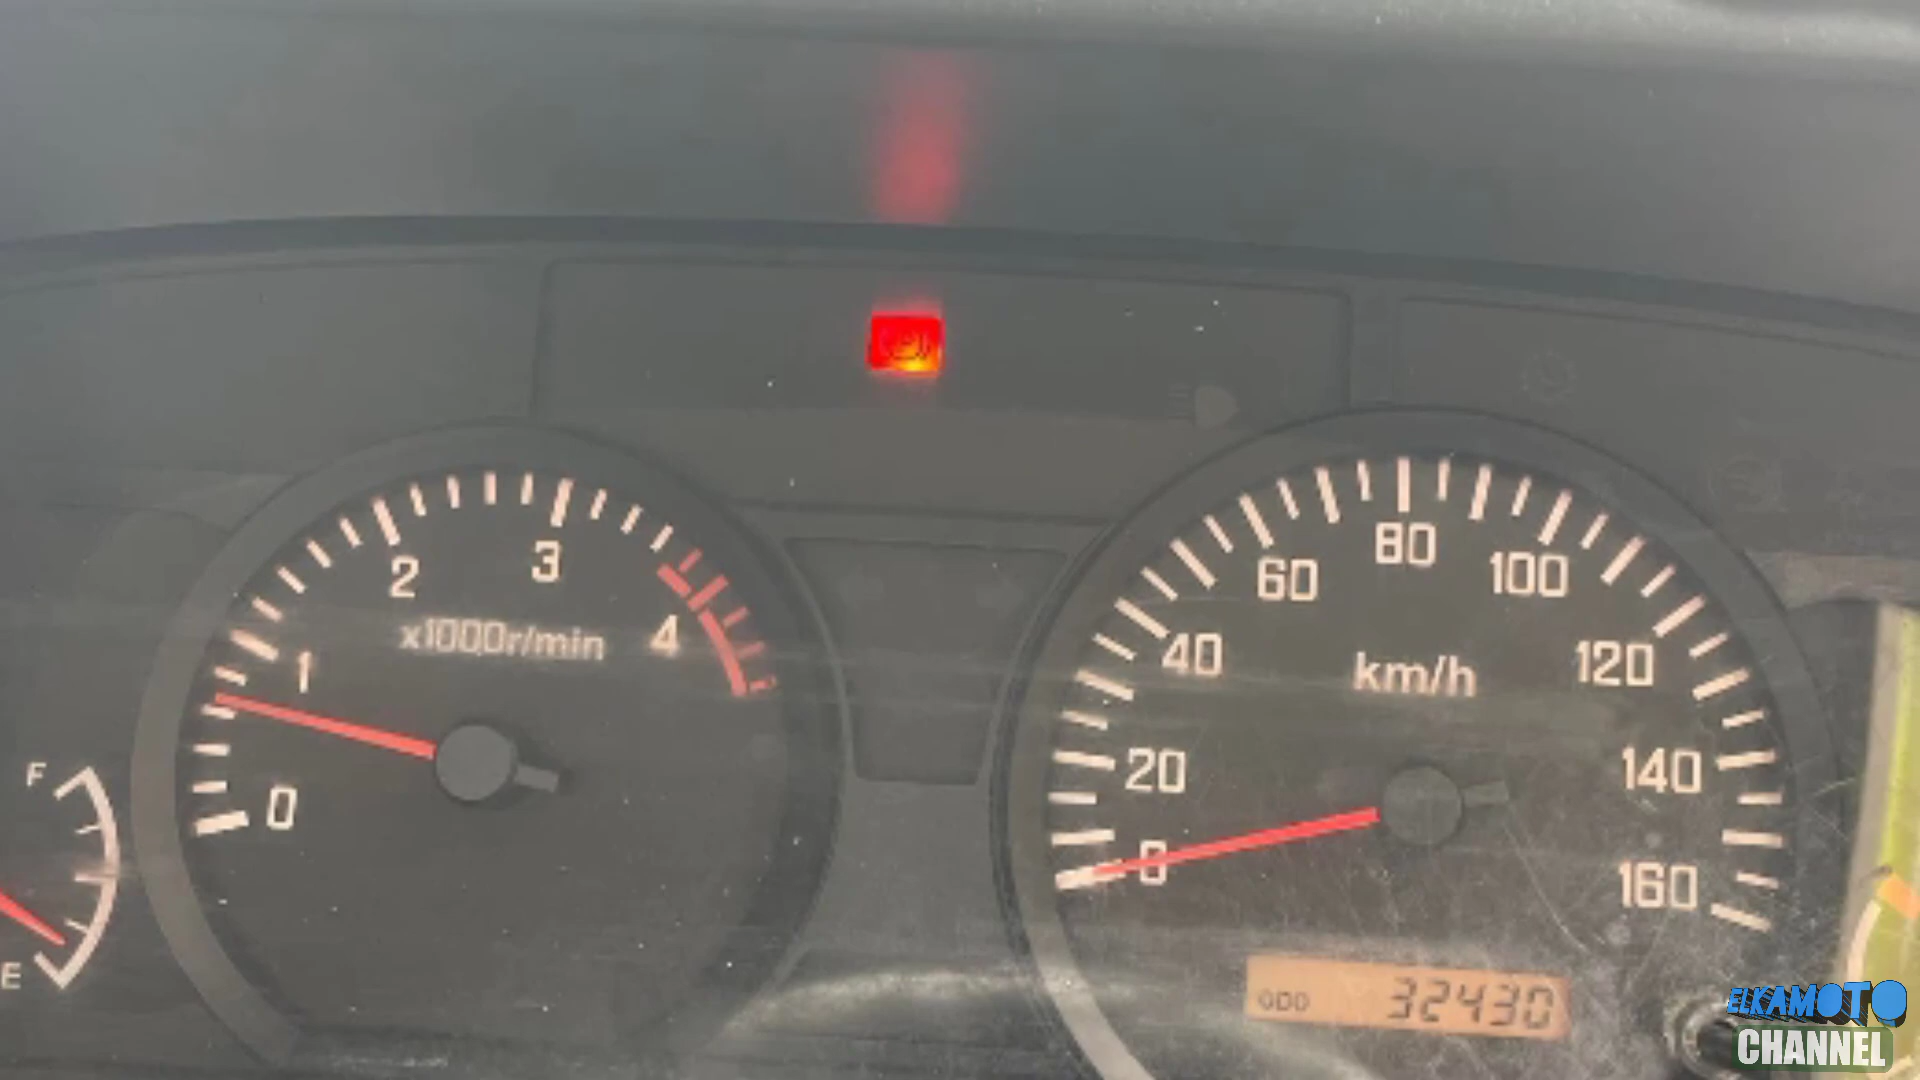 2 3
x1000r/min
1 4
0
F
E
80
60 100
40 km/h 120
20 140
0 160
ODO 32430
ELKAMOTO
CHANNEL